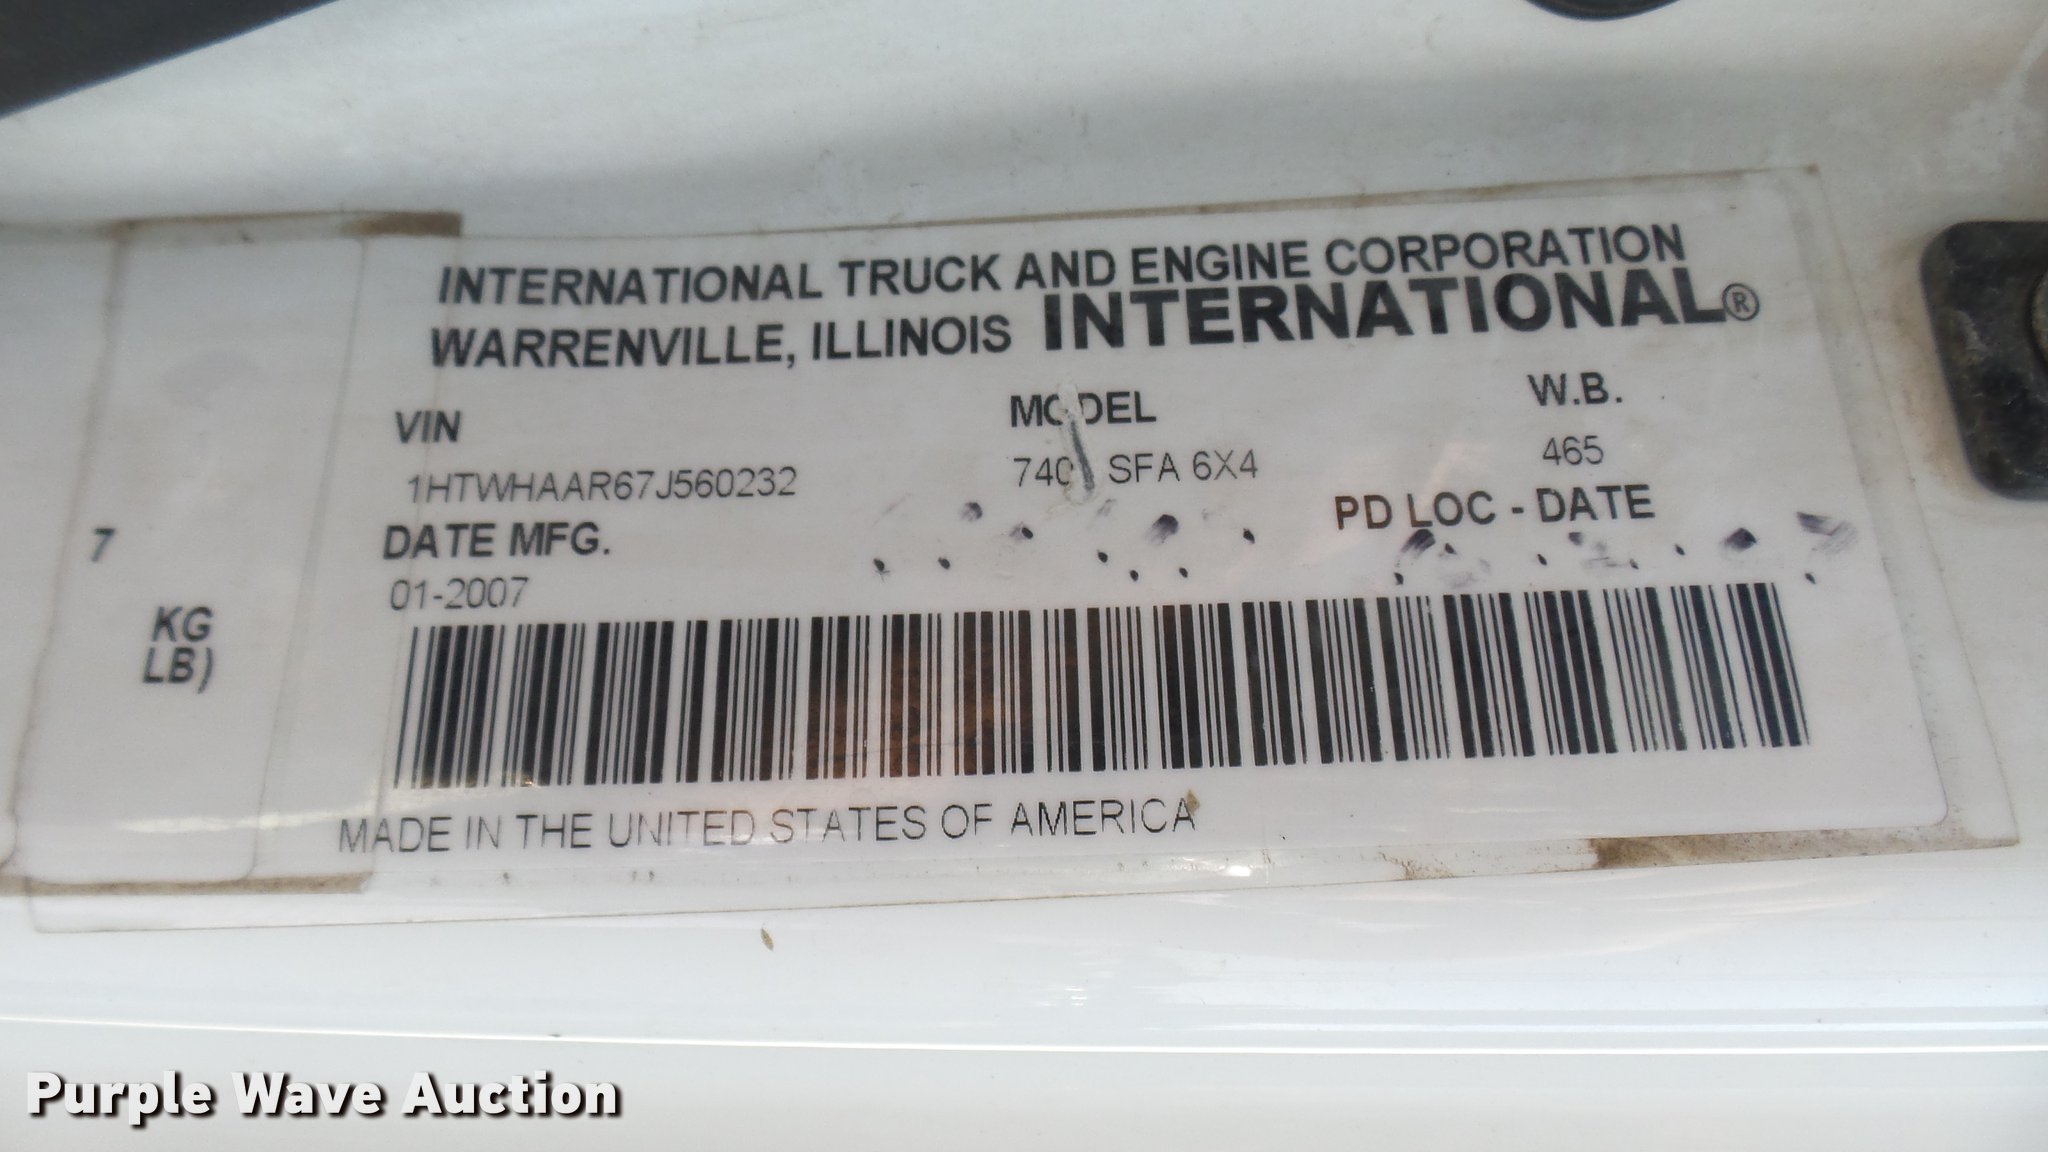 INTERNATIONAL TRUCK AND ENGINE CORPORATION
WARRENVILLE, ILLINOIS INTERNATIONAL®
VIN MODEL W.B.
1HTWHAAR67J560232 SFA 6X4 465
DATE MFG. PD LOC - DATE
01-2007
7
KG
LB)
MADE IN THE UNITED STATES OF AMERICA
Purple Wave Auction